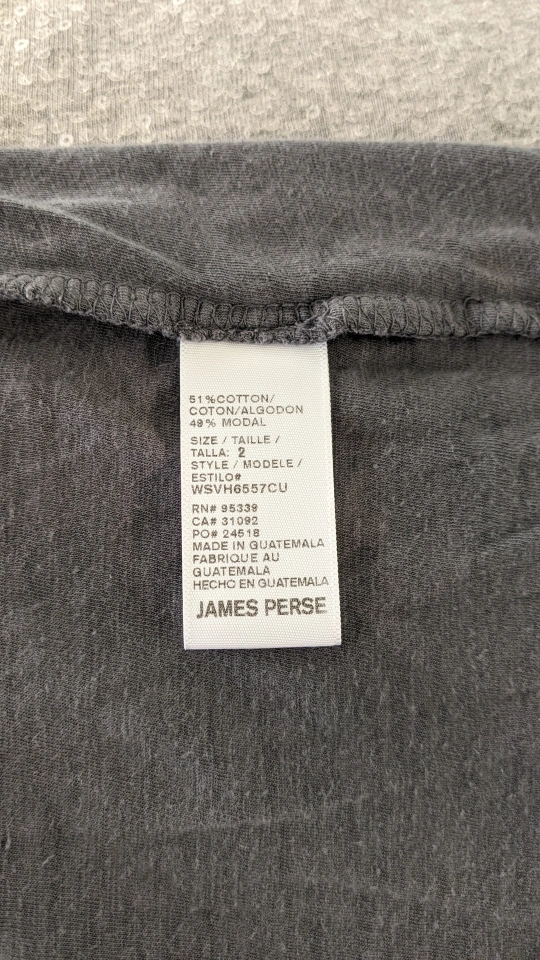 51%COTTON/
COTON/ALGODON
49% MODAL
SIZE / TAILLE /
TALLA: 2
STYLE / MODELE /
ESTILO#
WSVH6557CU
RN# 95339
CA# 31092
PO# 24518
MADE IN GUATEMALA
FABRIQUE AU
GUATEMALA
HECHO EN GUATEMALA
JAMES PERSE